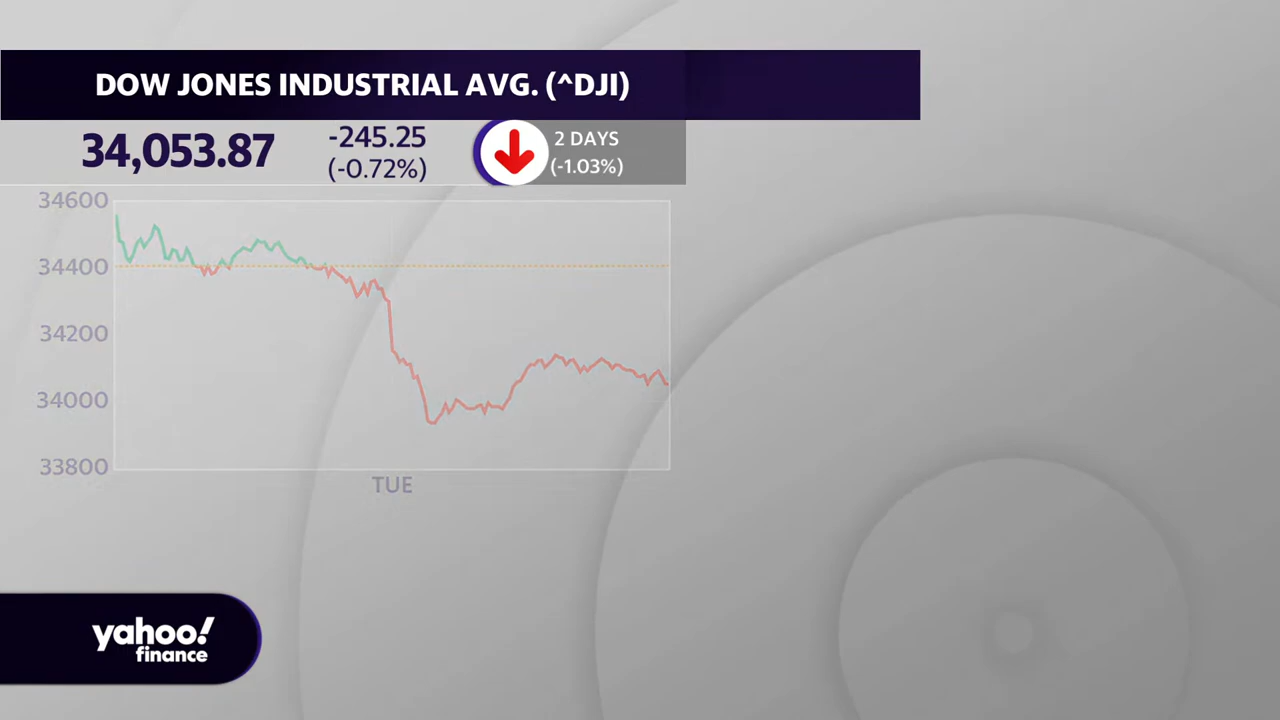 DOW JONES INDUSTRIAL AVG. (^DJI)
34,053.87
-245.25
(-0.72%)
2 DAYS
(-1.03%)
34600
34400
34200
34000
33800
TUE
yahoo!
finance